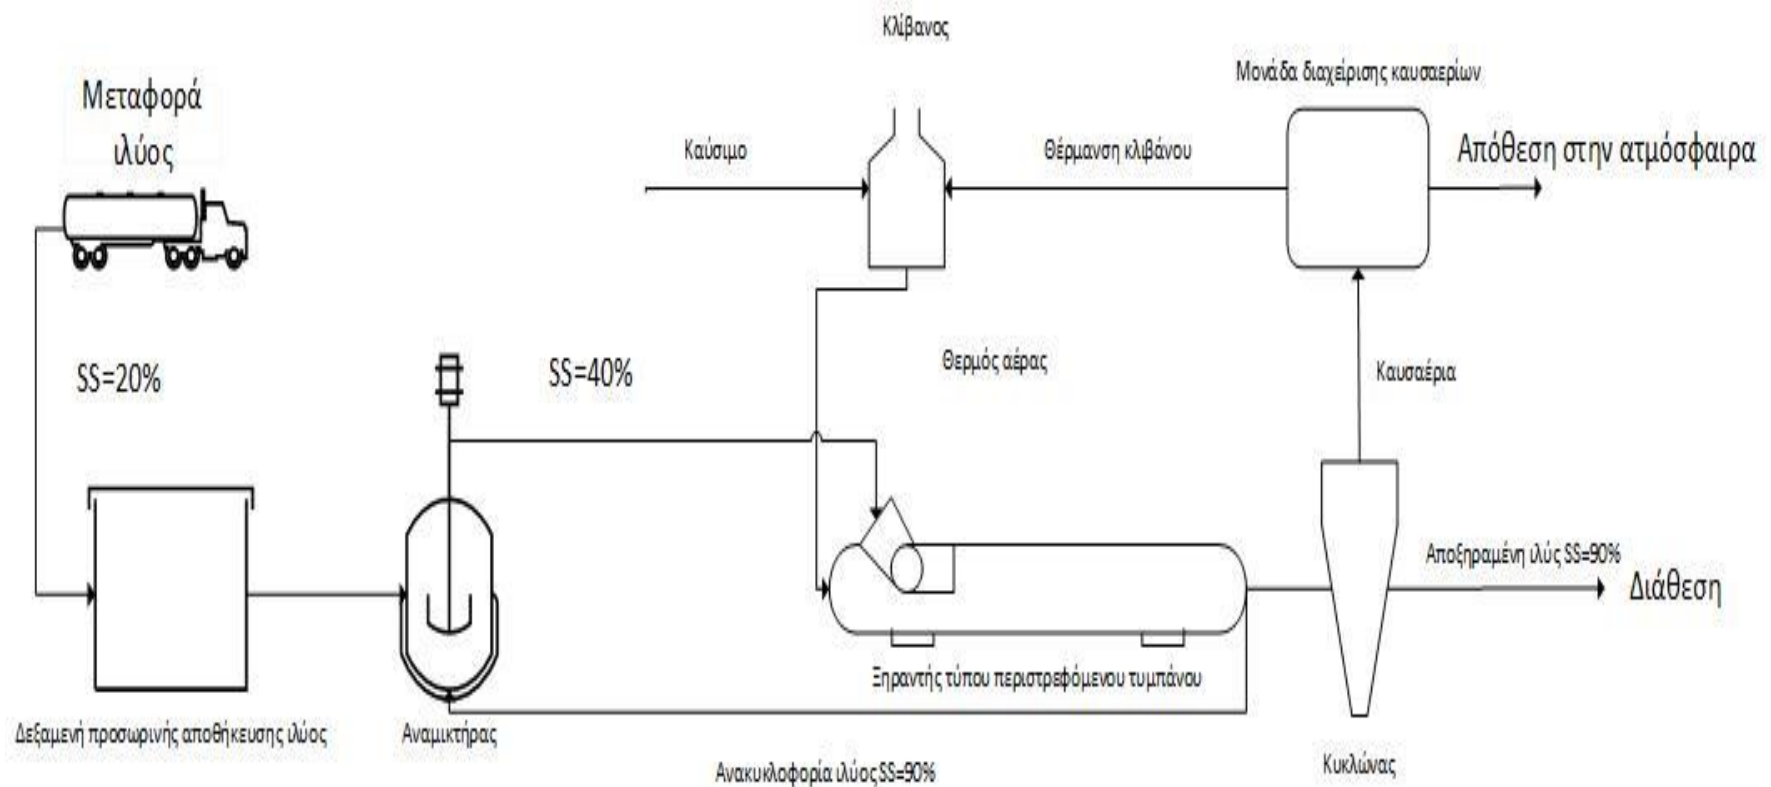 Κλίβανος
Μονάδα διαχείρισης καυσαερίων
Μεταφορά
ιλύος
Καύσιμο
Θέρμανση κλιβάνου
Απόθεση στην ατμόσφαιρα
SS=20%
SS=40%
Θερμός αέρας
Καυσαέρια
Αποξηραμένη ιλύς SS=90%
Διάθεση
Ξηραντής τύπου περιστρεφόμενου τυμπάνου
Δεξαμενή προσωρινής αποθήκευσης ιλύος
Αναμικτήρας
Κυκλώνας
Ανακυκλοφορία ιλύος SS=90%